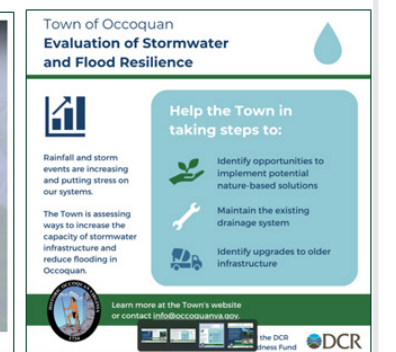 Town of Occoquan
Evaluation of Stormwater
and Flood Resilience
Rainfall and storm
events are increasing
and putting stress on
our systems.
The Town is assessing
ways to increase the
capacity of stormwater
infrastructure and
reduce flooding in
Occoquan.
Help the Town in
taking steps to:
Identify opportunities to
implement potential
nature-based solutions
Maintain the existing
drainage system
Identify upgrades to older
infrastructure
Learn more at the Town's website
or contact info@occoquanva.gov.
the DCR
dness Fund
DCR